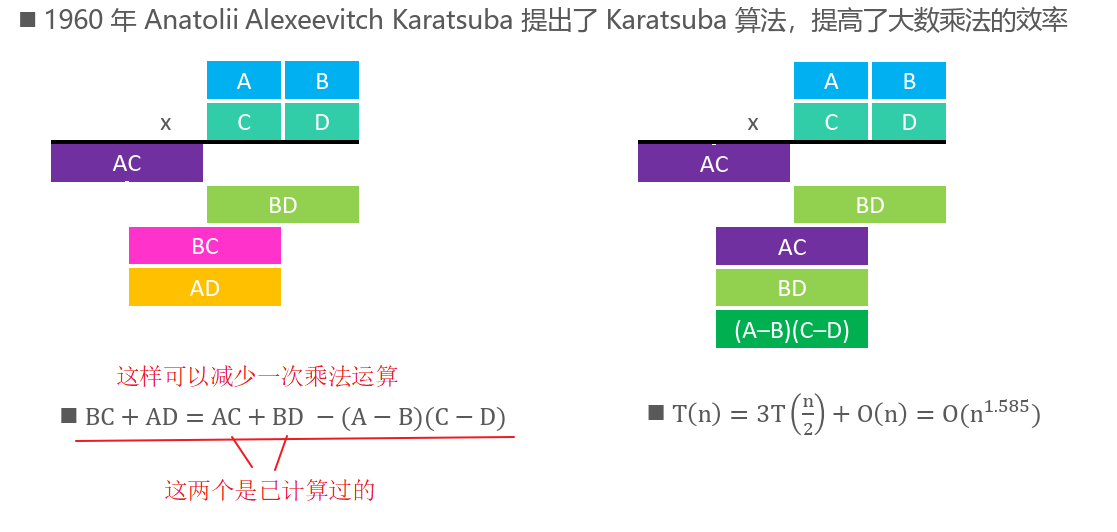 ■ 1960 年 Anatolii Alexeevitch Karatsuba 提出了 Karatsuba 算法，提高了大数乘法的效率
A B
x C D
AC
BD
BC
AD
A B
x C D
AC
BD
AC
BD
(A–B)(C–D)
这样可以减少一次乘法运算
■ BC + AD = AC + BD − (A − B)(C − D)
这两个是已计算过的
■ T(n) = 3T(n/2) + O(n) = O(n^1.585)